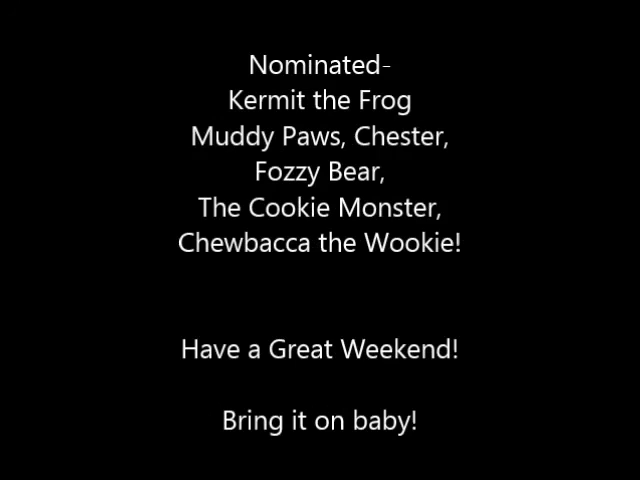 Nominated-
Kermit the Frog
Muddy Paws, Chester,
Fozzy Bear,
The Cookie Monster,
Chewbacca the Wookie!
Have a Great Weekend!
Bring it on baby!